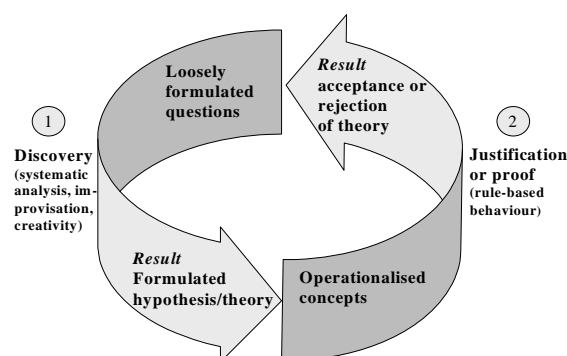 Loosely
formulated
questions
Result
acceptance or
rejection
of theory
1
Discovery
(systematic
analysis, im-
provisation,
creativity)
2
Justification
or proof
(rule-based
behaviour)
Result
Formulated
hypothesis/theory
Operationalised
concepts